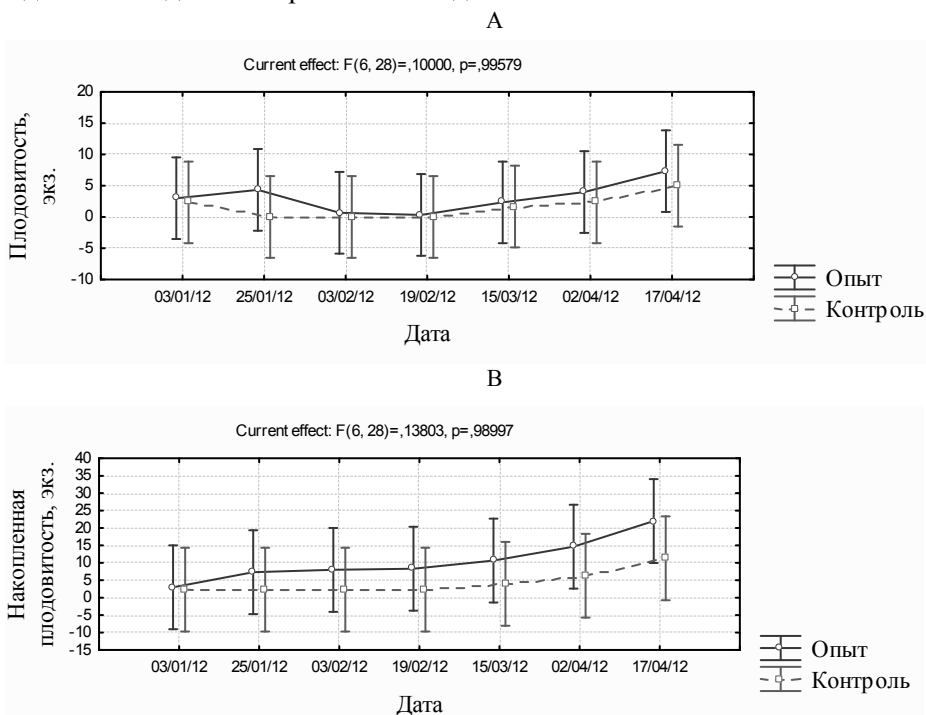 А
Current effect: F(6, 28)=,10000, p=,99579
Плодовитость,
экз.
20
15
10
5
0
-5
-10
03/01/12 25/01/12 03/02/12 19/02/12 15/03/12 02/04/12 17/04/12
Дата
Опыт
Контроль
В
Current effect: F(6, 28)=,13803, p=,98997
Накопленная
плодовитость, экз.
40
35
30
25
20
15
10
5
0
-5
-10
-15
03/01/12 25/01/12 03/02/12 19/02/12 15/03/12 02/04/12 17/04/12
Дата
Опыт
Контроль